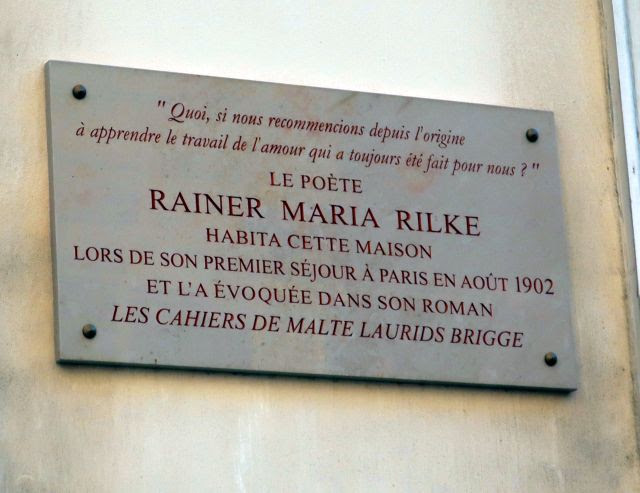 " Quoi, si nous recommencions depuis l'origine
à apprendre le travail de l'amour qui a toujours été fait pour nous ? "
LE POÈTE
RAINER MARIA RILKE
HABITA CETTE MAISON
LORS DE SON PREMIER SÉJOUR À PARIS EN AOÛT 1902
ET L'A ÉVOQUÉE DANS SON ROMAN
LES CAHIERS DE MALTE LAURIDS BRIGGE